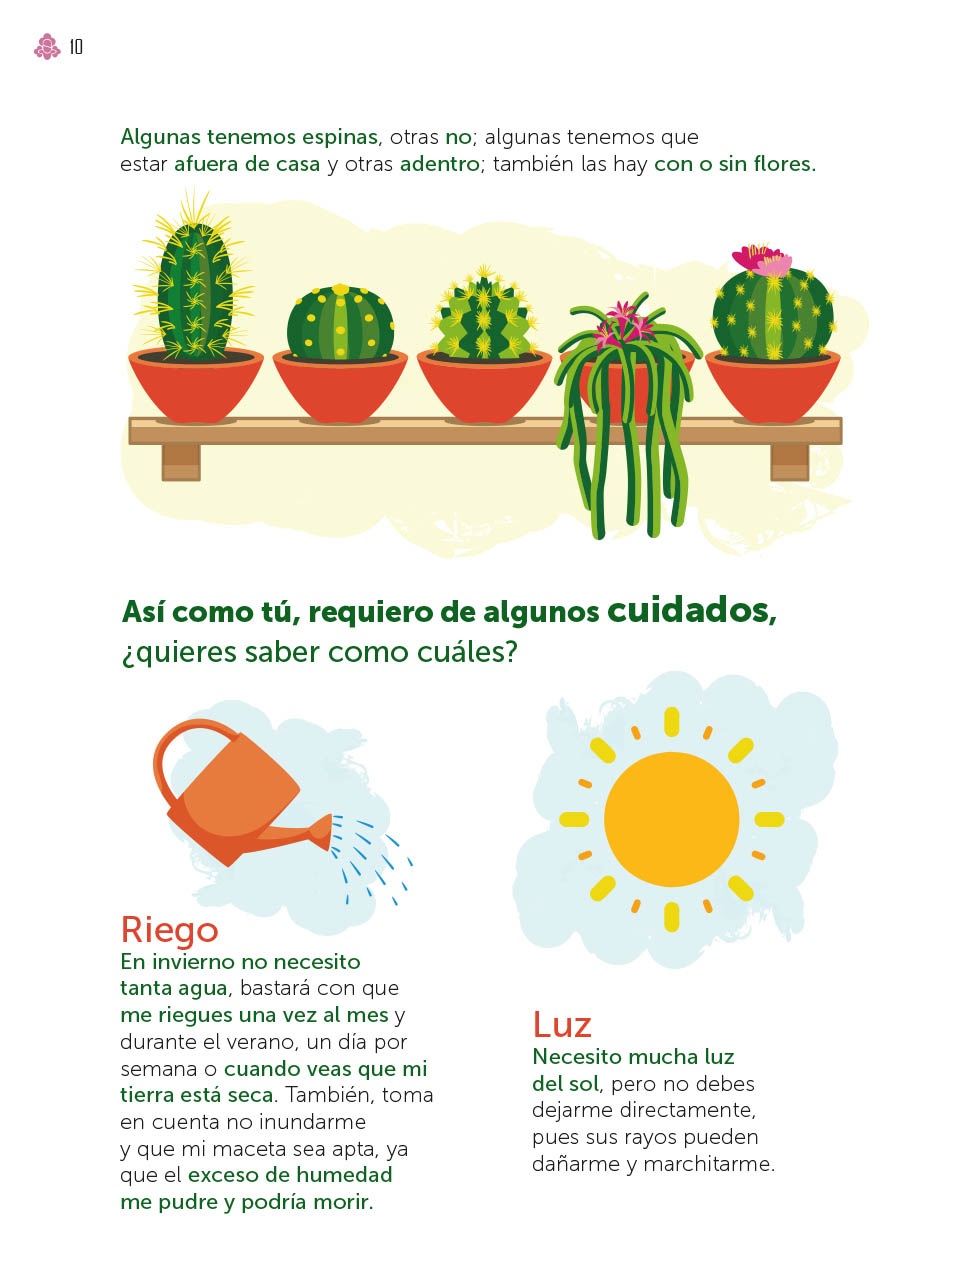 10
Algunas tenemos espinas, otras no; algunas tenemos que
estar afuera de casa y otras adentro; también las hay con o sin flores.
Así como tú, requiero de algunos cuidados,
¿quieres saber como cuáles?
Riego
En invierno no necesito
tanta agua, bastará con que
me riegues una vez al mes y
durante el verano, un día por
semana o cuando veas que mi
tierra está seca. También, toma
en cuenta no inundarme
y que mi maceta sea apta, ya
que el exceso de humedad
me pudre y podría morir.
Luz
Necesito mucha luz
del sol, pero no debes
dejarme directamente,
pues sus rayos pueden
dañarme y marchitarme.